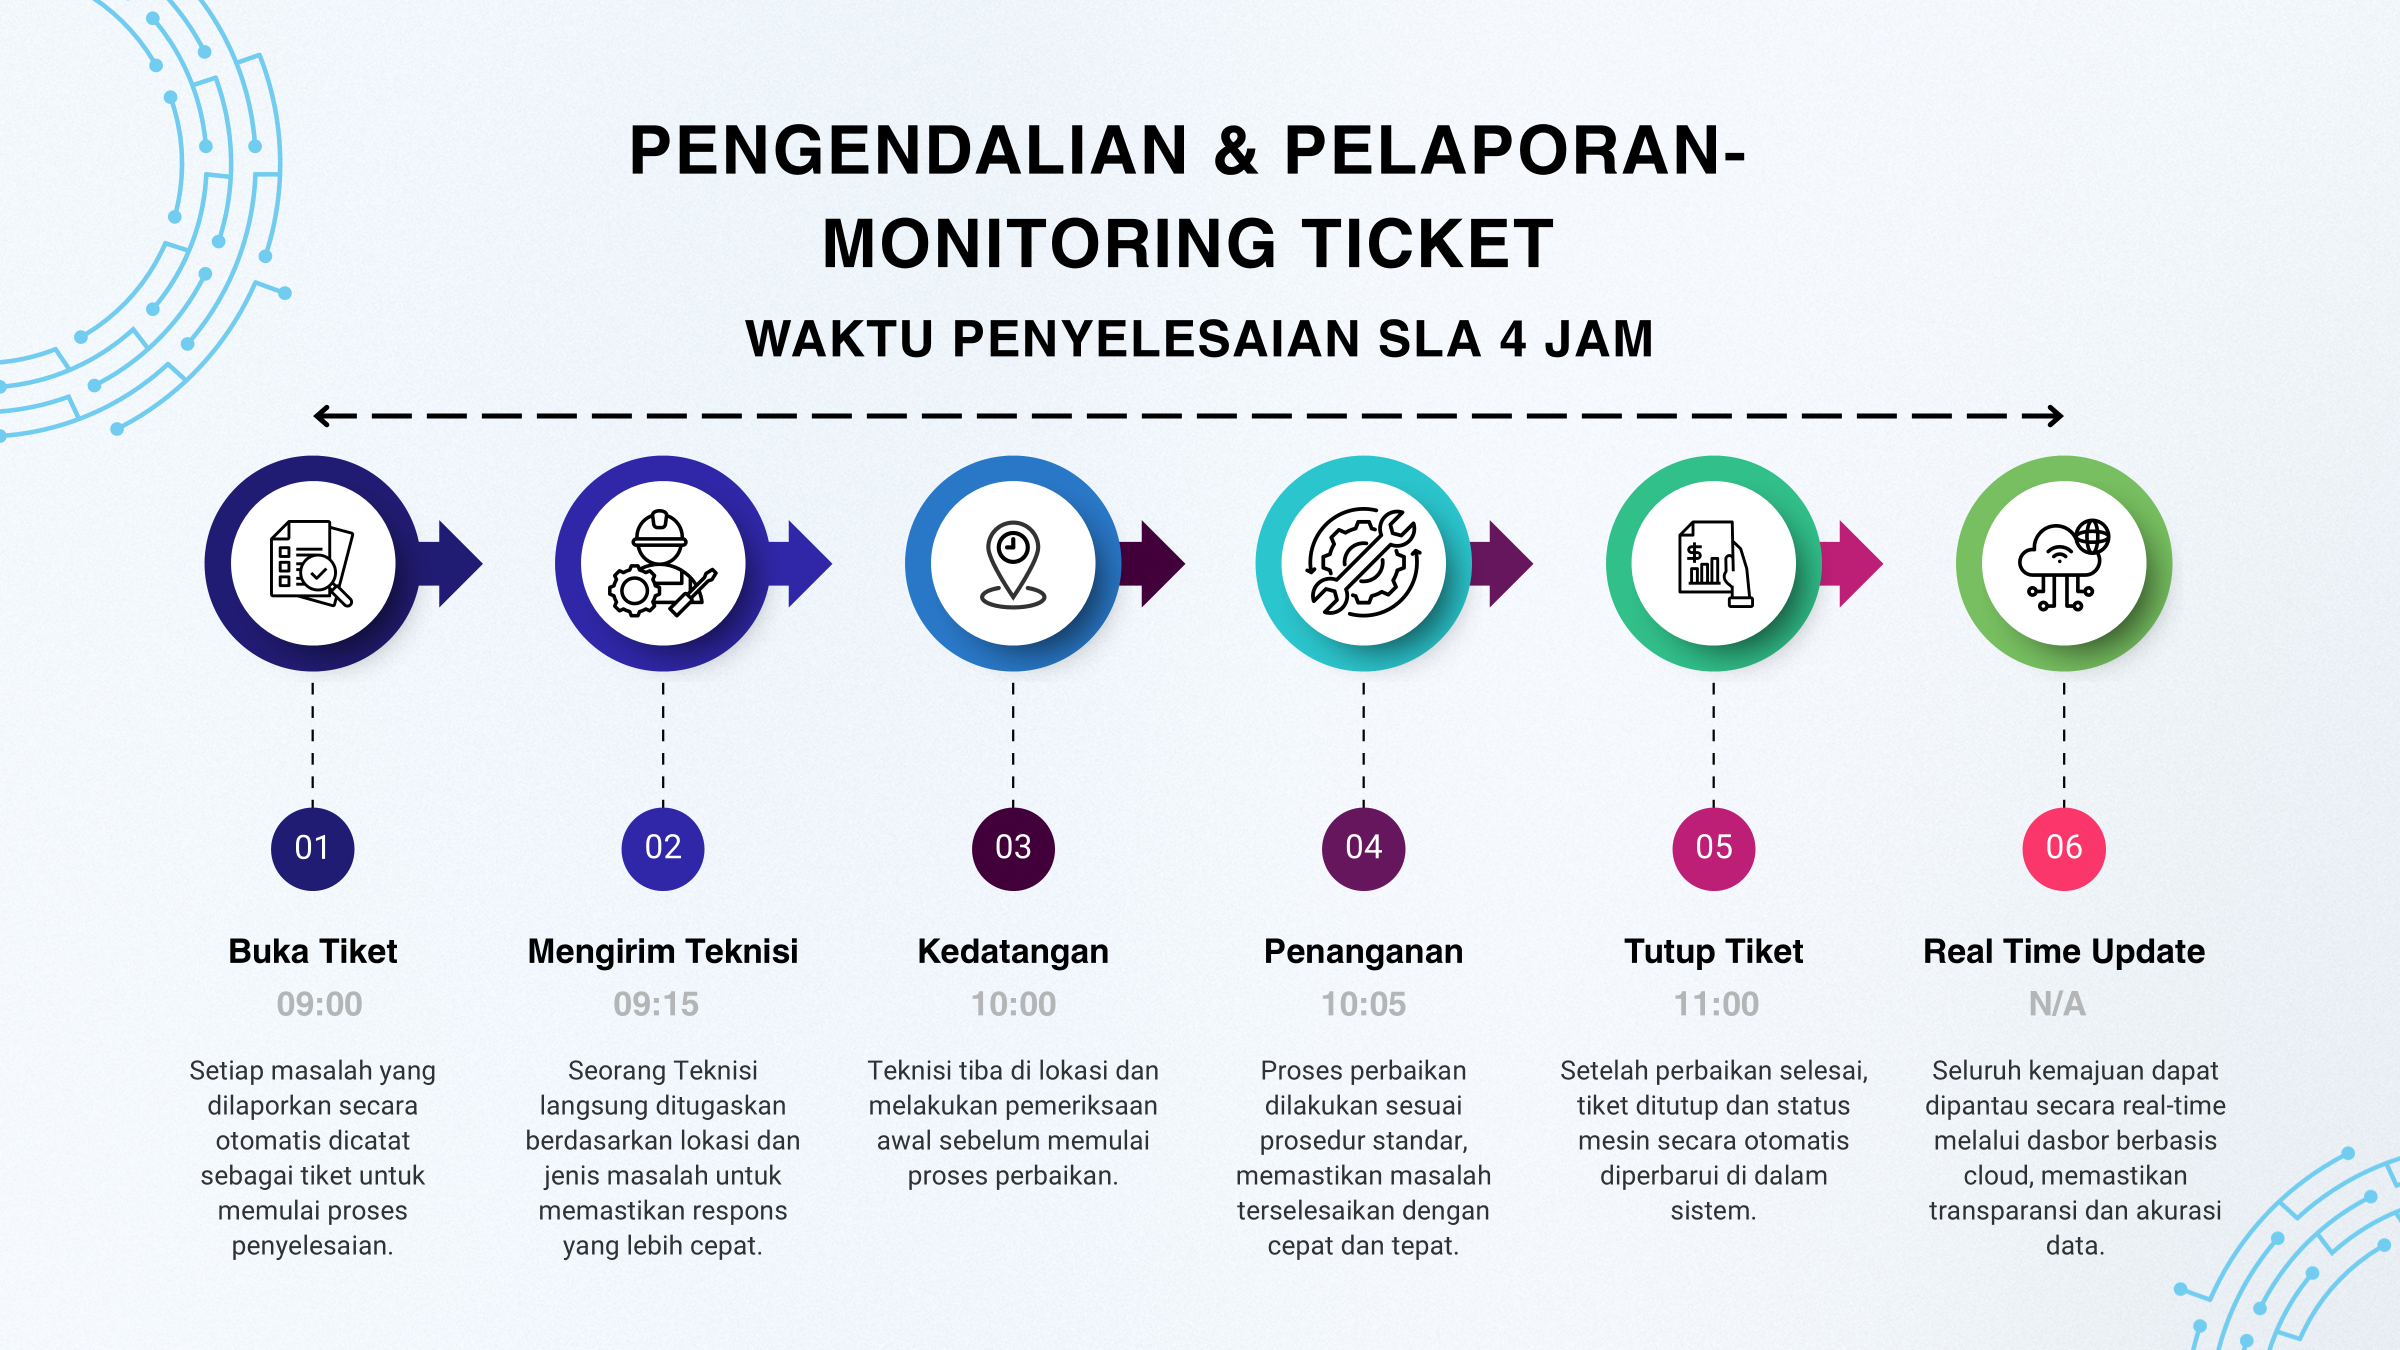 PENGENDALIAN & PELAPORAN-
MONITORING TICKET
WAKTU PENYELESAIAN SLA 4 JAM
01
Buka Tiket
09:00
Setiap masalah yang
dilaporkan secara
otomatis dicatat
sebagai tiket untuk
memulai proses
penyelesaian.
02
Mengirim Teknisi
09:15
Seorang Teknisi
langsung ditugaskan
berdasarkan lokasi dan
jenis masalah untuk
memastikan respons
yang lebih cepat.
03
Kedatangan
10:00
Teknisi tiba di lokasi dan
melakukan pemeriksaan
awal sebelum memulai
proses perbaikan.
04
Penanganan
10:05
Proses perbaikan
dilakukan sesuai
prosedur standar,
memastikan masalah
terselesaikan dengan
cepat dan tepat.
05
Tutup Tiket
11:00
Setelah perbaikan selesai,
tiket ditutup dan status
mesin secara otomatis
diperbarui di dalam
sistem.
06
Real Time Update
N/A
Seluruh kemajuan dapat
dipantau secara real-time
melalui dasbor berbasis
cloud, memastikan
transparansi dan akurasi
data.